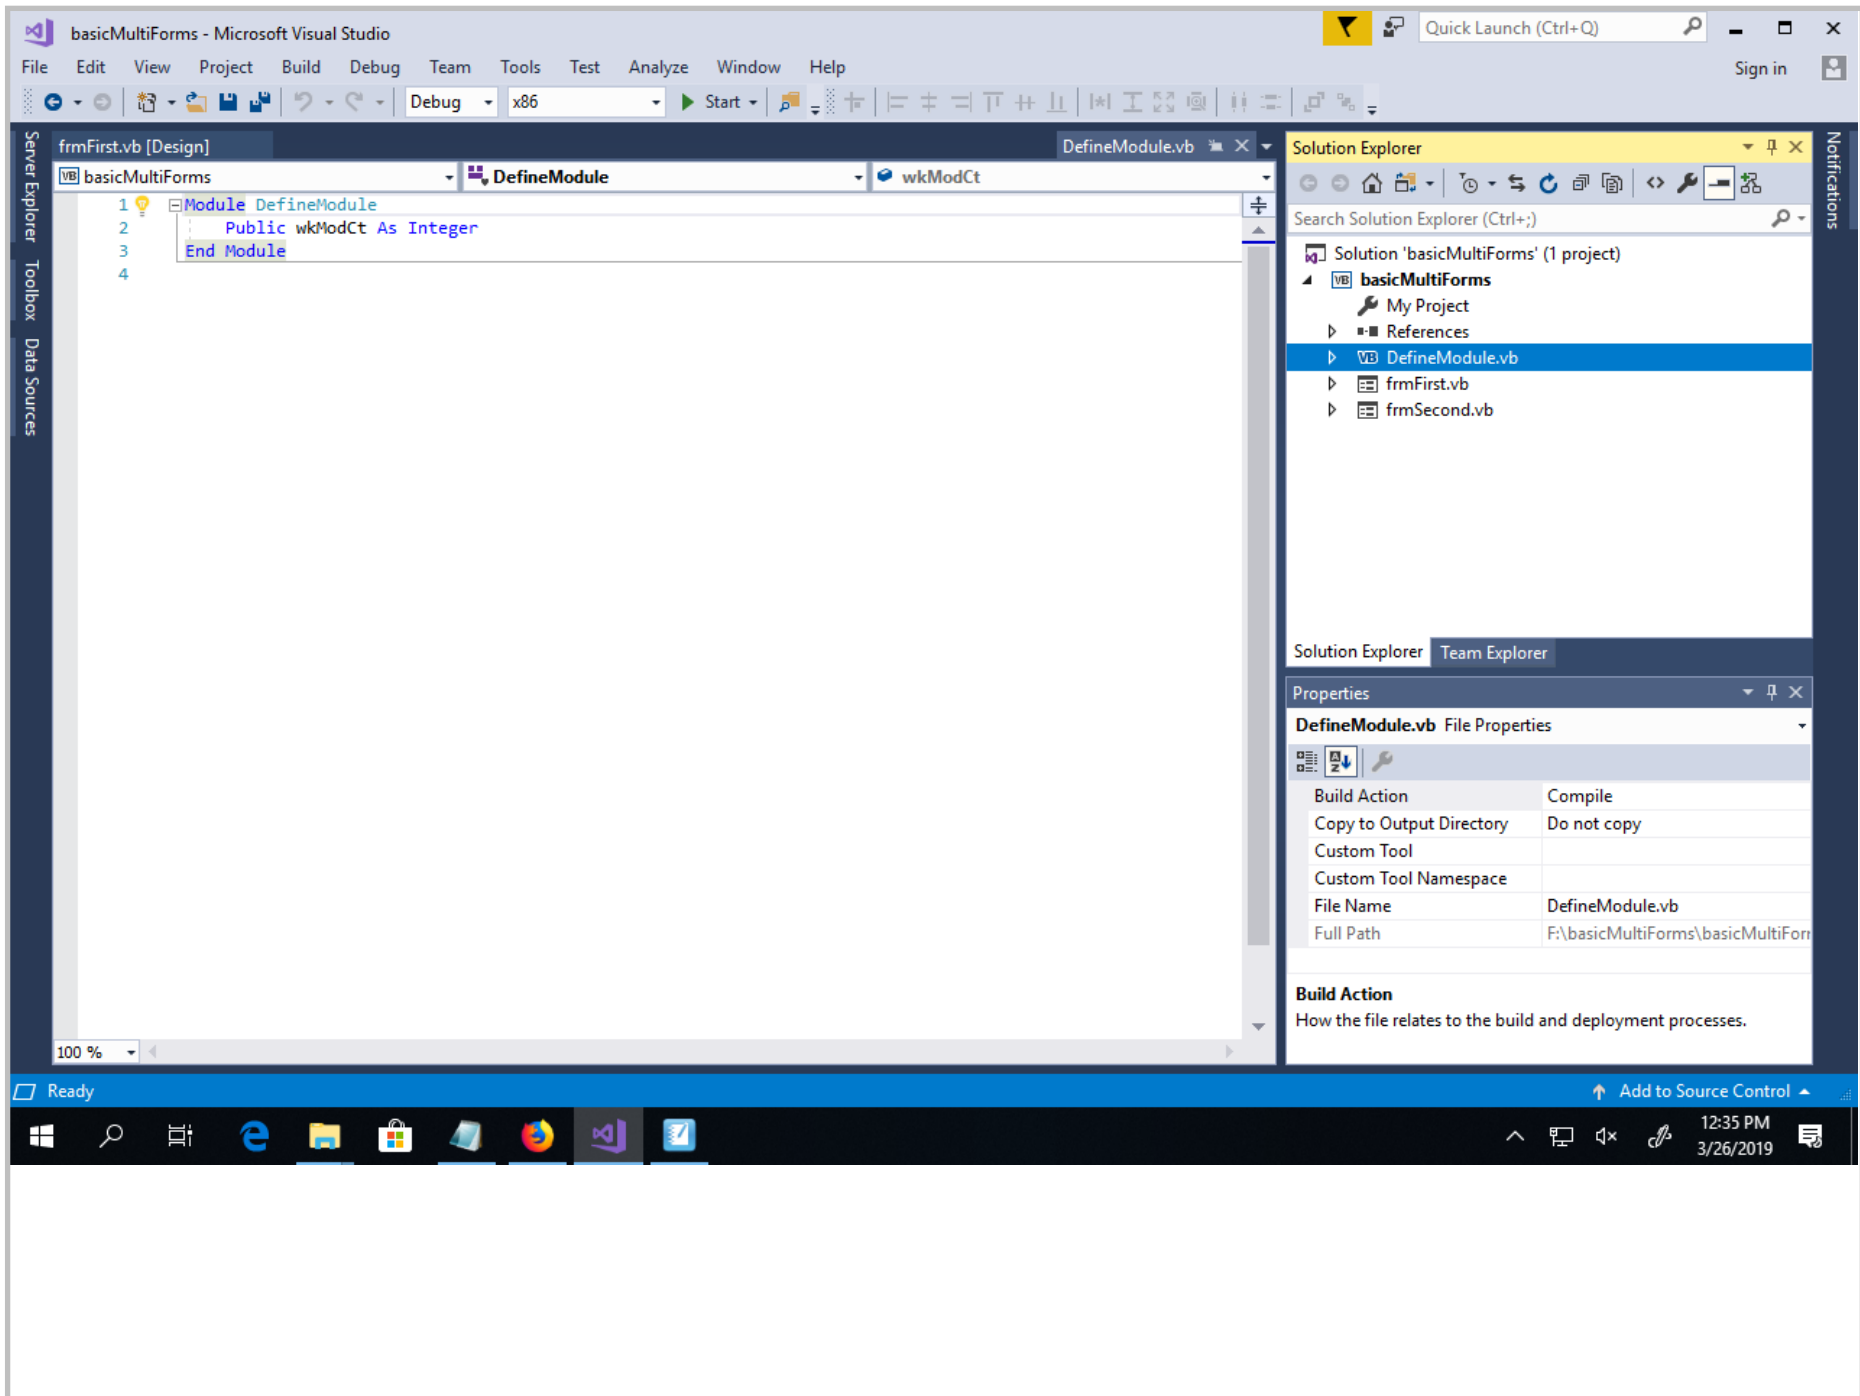 basicMultiForms - Microsoft Visual Studio
Quick Launch (Ctrl+Q)
File Edit View Project Build Debug Team Tools Test Analyze Window Help
Sign in
Debug x86 Start
Server Explorer
Toolbox
Data Sources
frmFirst.vb [Design]
DefineModule.vb
basicMultiForms DefineModule wkModCt
1 Module DefineModule
2 Public wkModCt As Integer
3 End Module
4
100 %
Solution Explorer
Search Solution Explorer (Ctrl+;)
Solution 'basicMultiForms' (1 project)
VB basicMultiForms
My Project
References
VB DefineModule.vb
frmFirst.vb
frmSecond.vb
Solution Explorer Team Explorer
Properties
DefineModule.vb File Properties
Build Action Compile
Copy to Output Directory Do not copy
Custom Tool
Custom Tool Namespace
File Name DefineModule.vb
Full Path F:\basicMultiForms\basicMultiForr
Build Action
How the file relates to the build and deployment processes.
Notifications
Ready
Add to Source Control
12:35 PM
3/26/2019